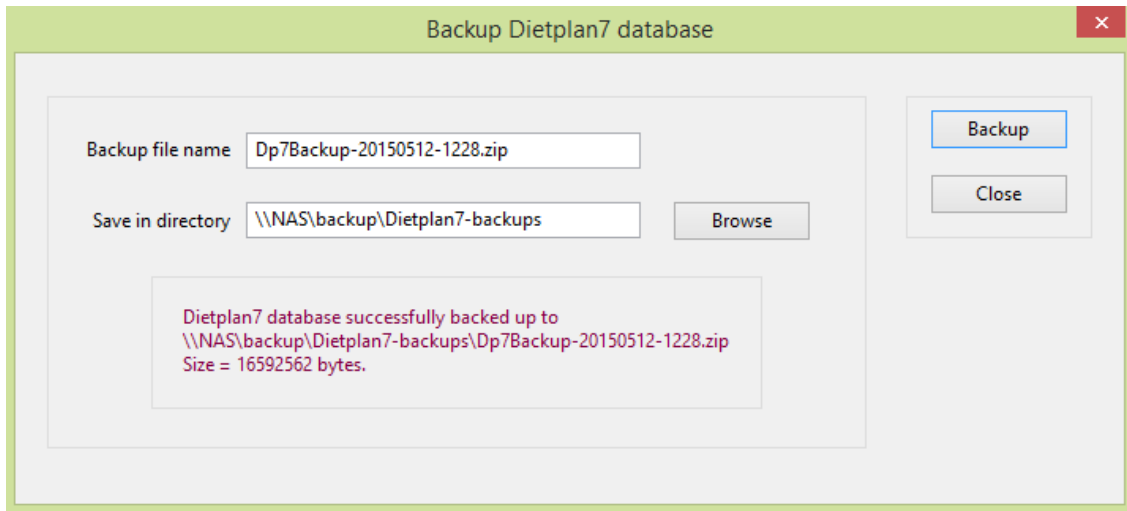 Backup Dietplan7 database
Backup file name Dp7Backup-20150512-1228.zip
Backup
Close
Save in directory \\NAS\backup\Dietplan7-backups Browse
Dietplan7 database successfully backed up to
\\NAS\backup\Dietplan7-backups\Dp7Backup-20150512-1228.zip
Size = 16592562 bytes.